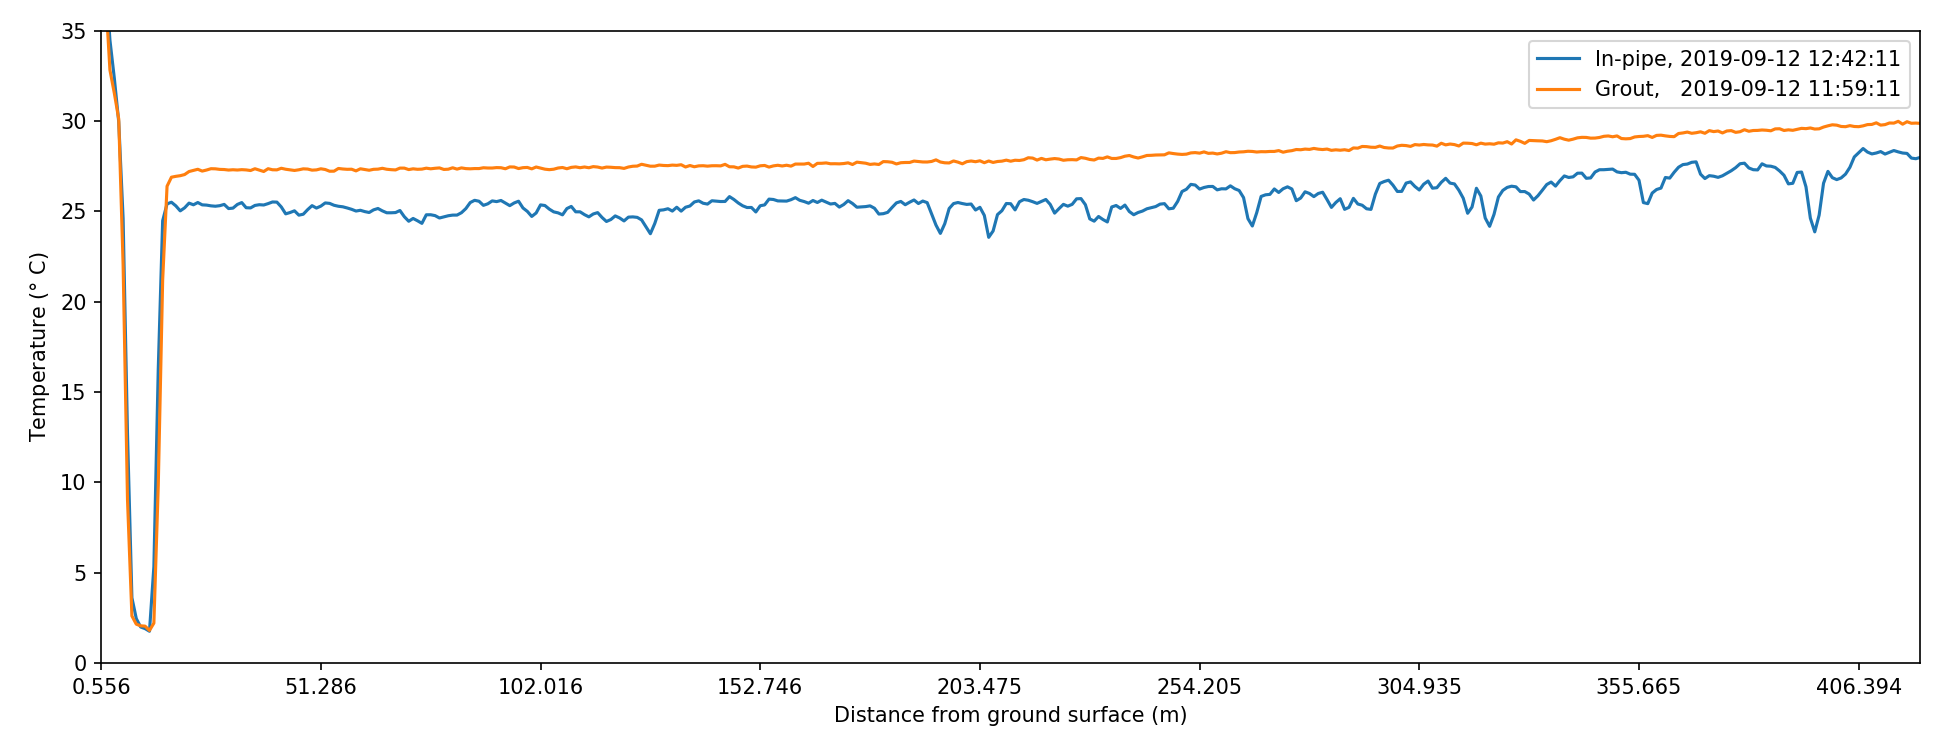 In-pipe, 2019-09-12 12:42:11
Grout, 2019-09-12 11:59:11
35
30
25
20
15
10
5
0
Temperature (° C)
0.556 51.286 102.016 152.746 203.475 254.205 304.935 355.665 406.394
Distance from ground surface (m)